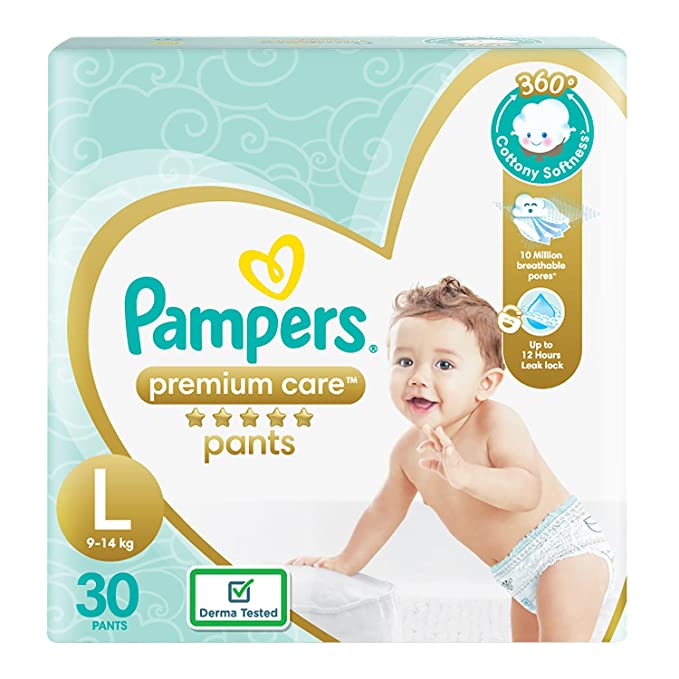 Pampers®
premium care™
pants
L
9-14 kg
30
PANTS
Derma Tested
360°
Cottony Softness>
10 Million
breathable
pores*
Up to
12 Hours
Leak lock